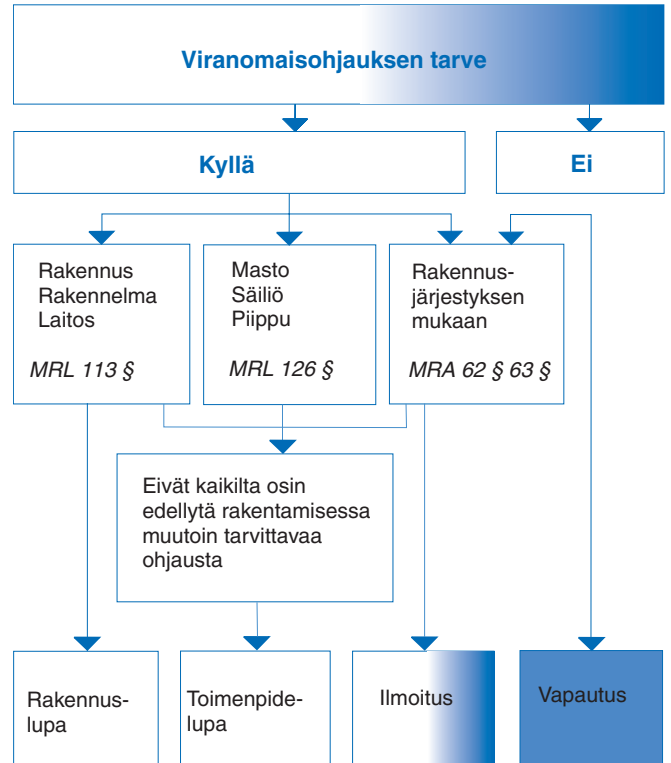 Viranomaisohjauksen tarve
Kyllä
Ei
Rakennus
Rakennelma
Laitos
MRL 113 §
Masto
Säiliö
Piippu
MRL 126 §
Rakennus-
järjestyksen
mukaan
MRA 62 § 63 §
Eivät kaikilta osin
edellytä rakentamisessa
muutoin tarvittavaa
ohjausta
Rakennus-
lupa
Toimenpide-
lupa
Ilmoitus
Vapautus